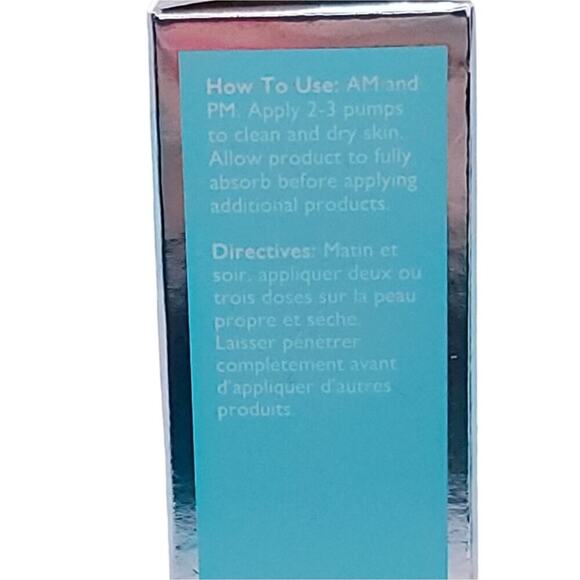 How To Use: AM and
PM. Apply 2-3 pumps
to clean and dry skin.
Allow product to fully
absorb before applying
additional products.
Directives: Matin et
soir, appliquer deux ou
trois doses sur la peau
propre et sèche.
Laisser pénétrer
complètement avant
d'appliquer d'autres
produits.